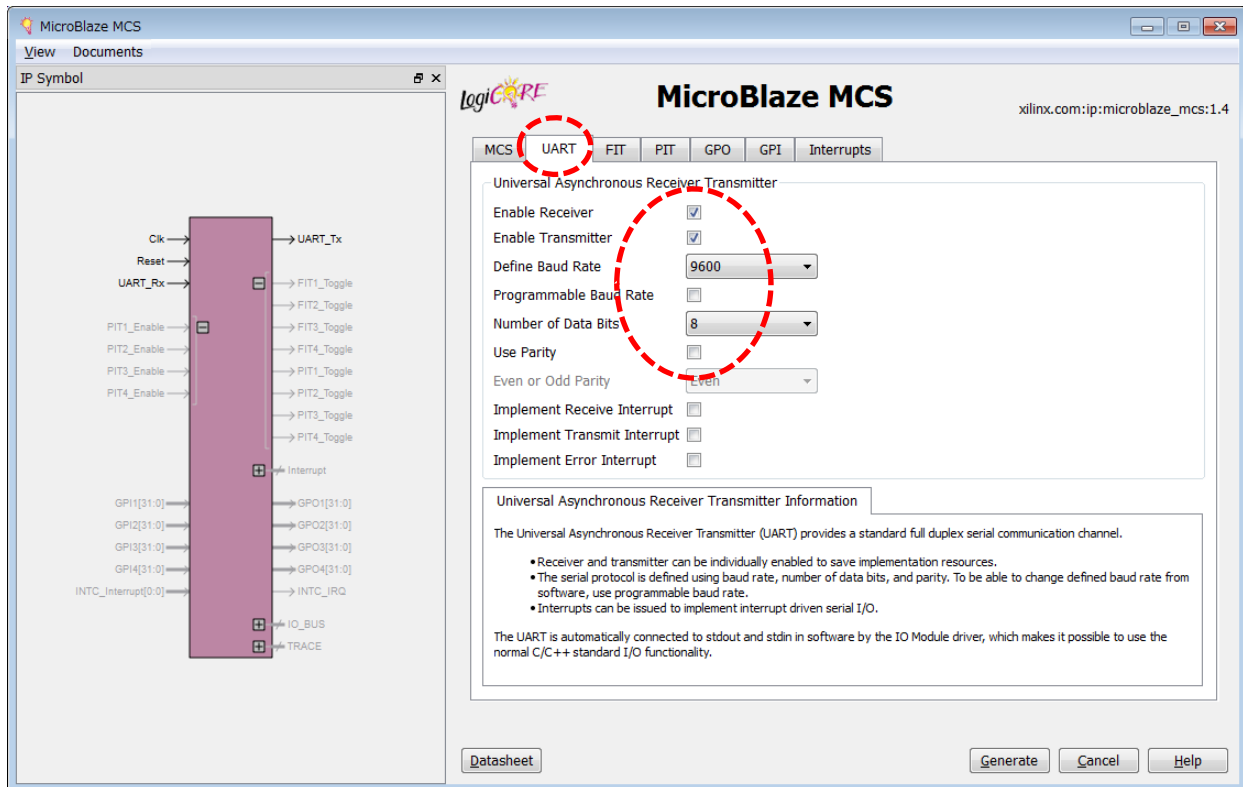 MicroBlaze MCS
View Documents
IP Symbol
Clk
Reset
UART_Rx
PIT1_Enable
PIT2_Enable
PIT3_Enable
PIT4_Enable
GPI1[31:0]
GPI2[31:0]
GPI3[31:0]
GPI4[31:0]
INTC_Interrupt[0:0]
UART_Tx
FIT1_Toggle
FIT2_Toggle
FIT3_Toggle
FIT4_Toggle
PIT1_Toggle
PIT2_Toggle
PIT3_Toggle
PIT4_Toggle
Interrupt
GPO1[31:0]
GPO2[31:0]
GPO3[31:0]
GPO4[31:0]
INTC_IRQ
IO_BUS
TRACE
LogiCORE
MicroBlaze MCS
xilinx.com:ip:microblaze_mcs:1.4
MCS UART FIT PIT GPO GPI Interrupts
Universal Asynchronous Receiver Transmitter
Enable Receiver
Enable Transmitter
Define Baud Rate 9600
Programmable Baud Rate
Number of Data Bits 8
Use Parity
Even or Odd Parity Even
Implement Receive Interrupt
Implement Transmit Interrupt
Implement Error Interrupt
Universal Asynchronous Receiver Transmitter Information
The Universal Asynchronous Receiver Transmitter (UART) provides a standard full duplex serial communication channel.
•Receiver and transmitter can be individually enabled to save implementation resources.
•The serial protocol is defined using baud rate, number of data bits, and parity. To be able to change defined baud rate from
software, use programmable baud rate.
•Interrupts can be issued to implement interrupt driven serial I/O.
The UART is automatically connected to stdout and stdin in software by the IO Module driver, which makes it possible to use the
normal C/C++ standard I/O functionality.
Datasheet Generate Cancel Help